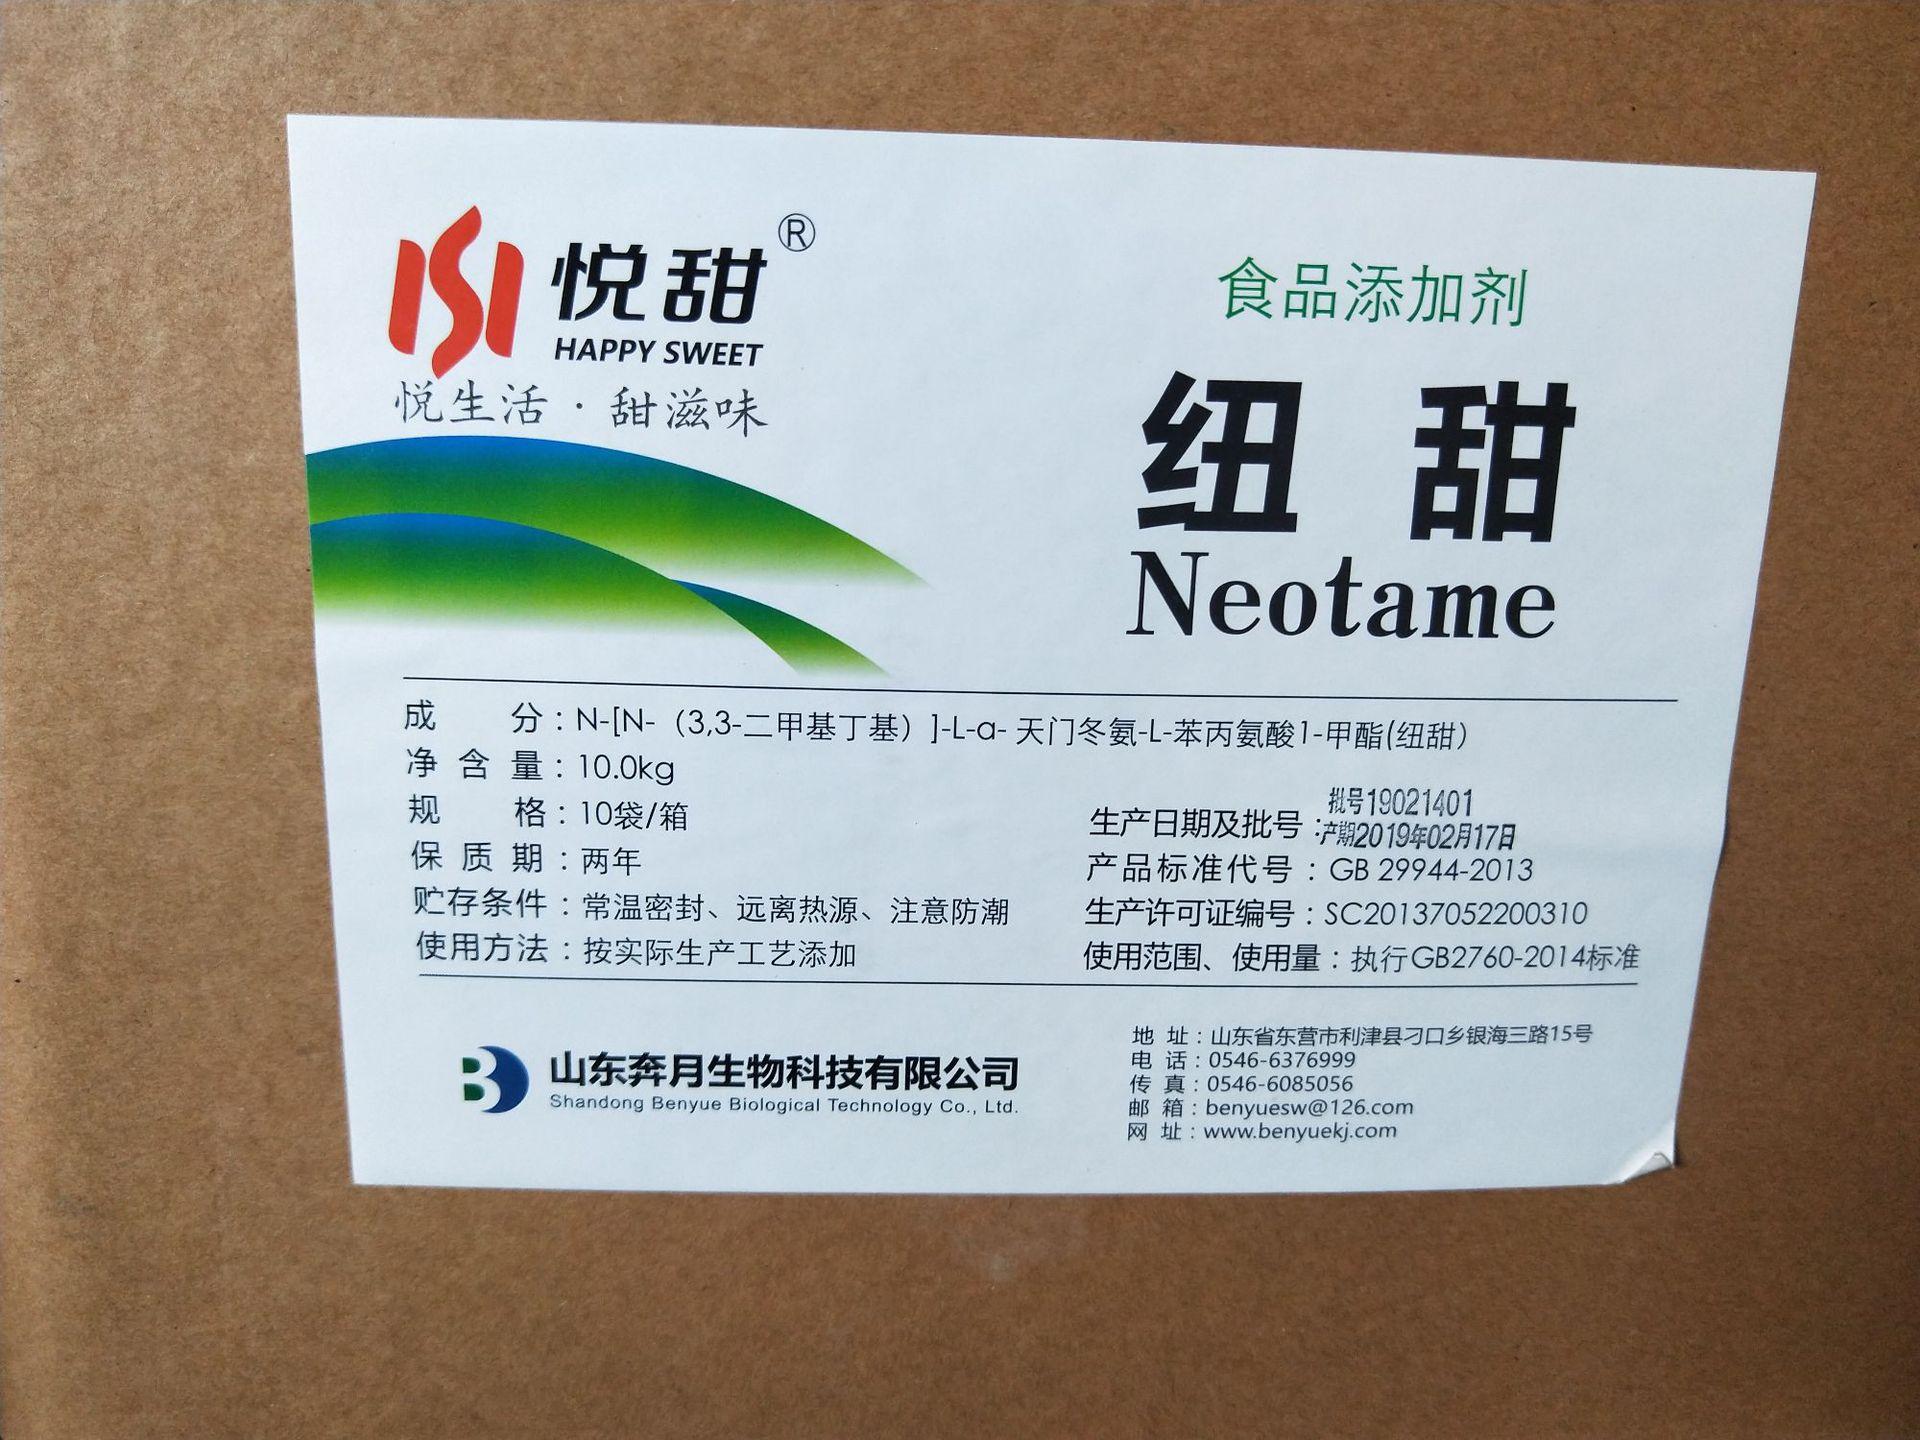 悦甜®
HAPPY SWEET
悦生活·甜滋味
食品添加剂
纽甜
Neotame
成分：N-[N-（3,3-二甲基丁基）]-L-α-天门冬氨-L-苯丙氨酸1-甲酯(纽甜）
净含量：10.0kg
规格：10袋/箱
保质期：两年
贮存条件：常温密封、远离热源、注意防潮
使用方法：按实际生产工艺添加
批号19021401
生产日期及批号：产期2019年02月17日
产品标准代号：GB 29944-2013
生产许可证编号：SC20137052200310
使用范围、使用量：执行GB2760-2014标准
山东奔月生物科技有限公司
Shandong Benyue Biological Technology Co., Ltd.
地址：山东省东营市利津县刁口乡银海三路15号
电话：0546-6376999
传真：0546-6085056
邮箱：benyuesw@126.com
网址：www.benyuekj.com